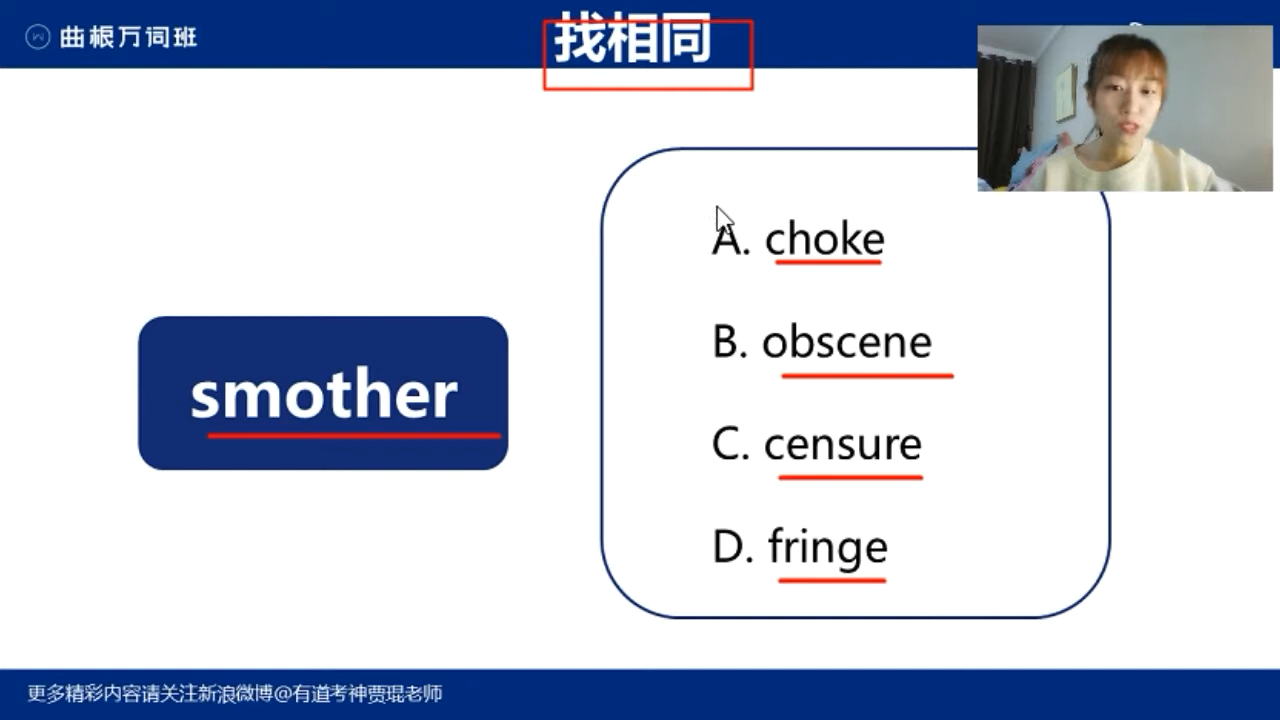 曲根万词班
找相同
A. choke
B. obscene
smother
C. censure
D. fringe
更多精彩内容请关注新浪微博@有道考神贾琨老师